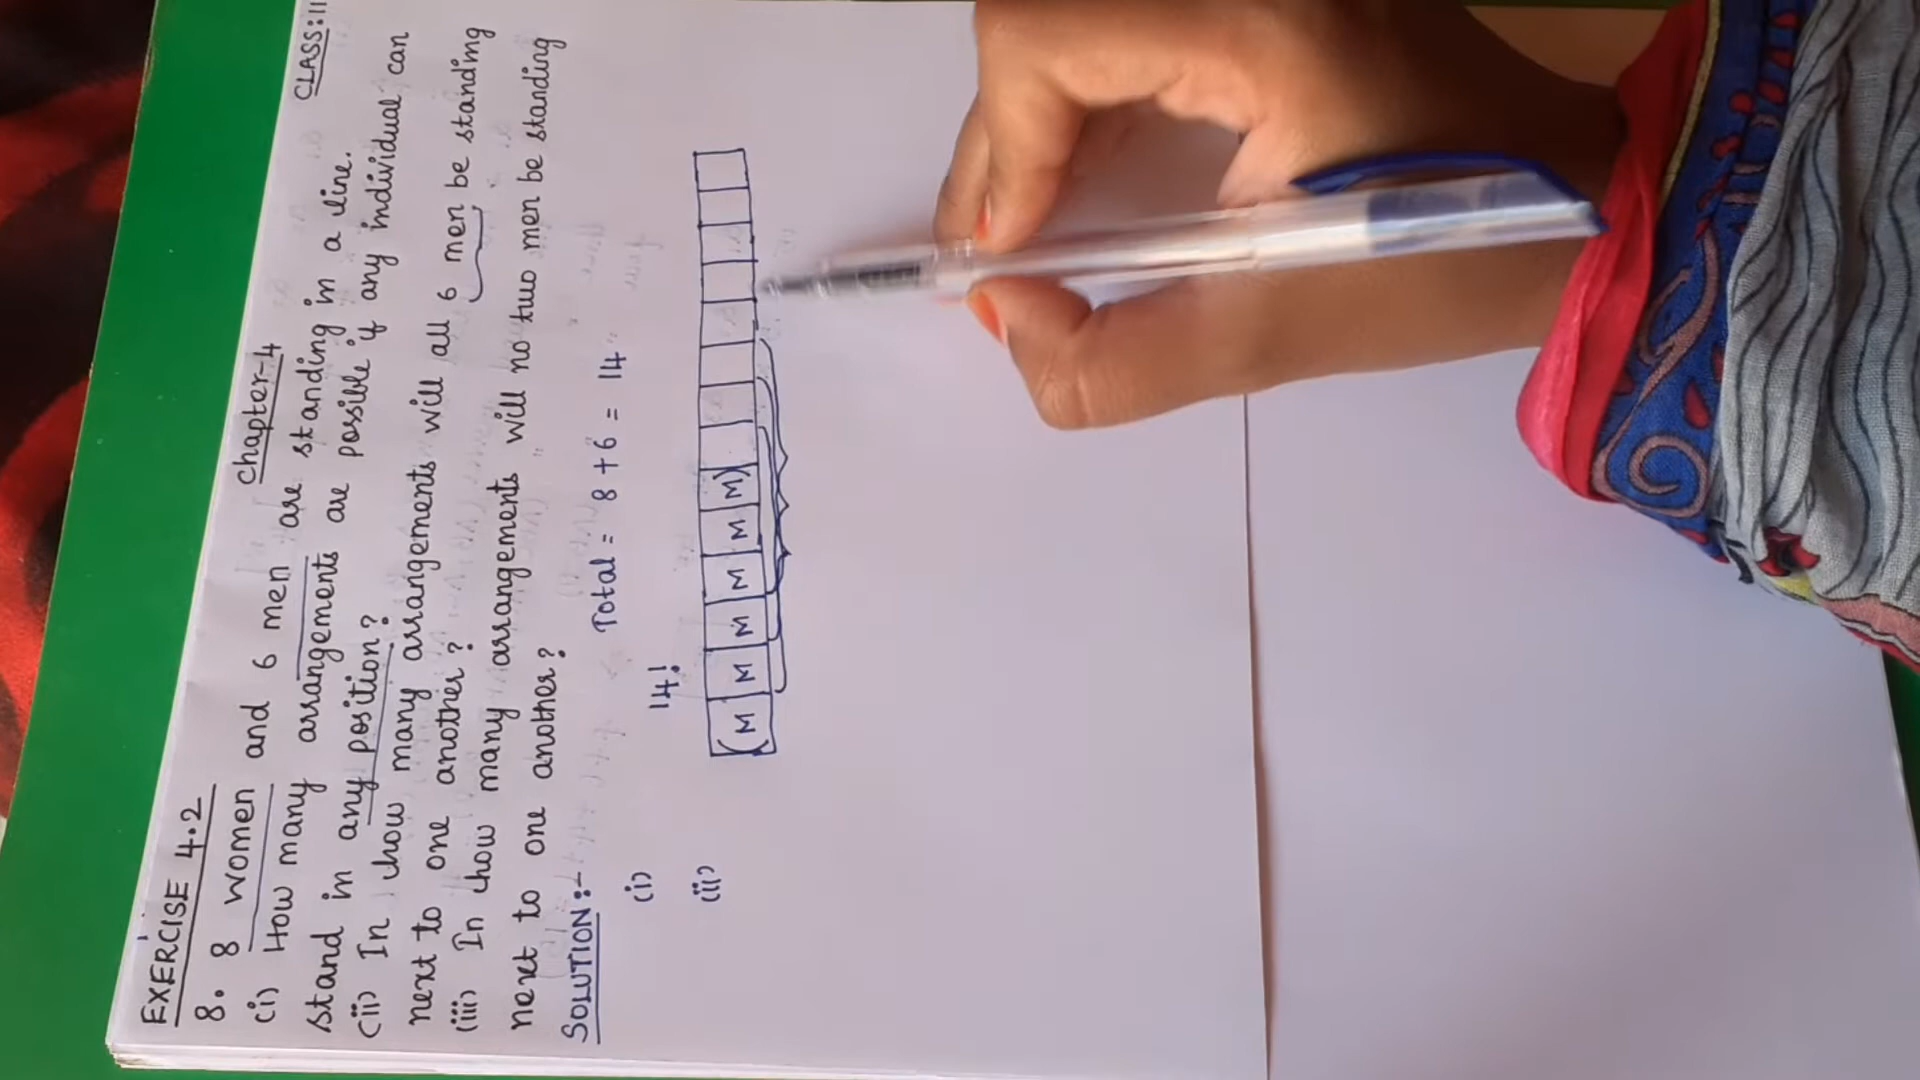 EXERCISE 4.2
Chapter-4
CLASS:11
8. 8 women and 6 men are standing in a line.
(i) How many arrangements are possible if any individual can
stand in any position?
(ii) In how many arrangements will all 6 men be standing
next to one another?
(iii) In how many arrangements will no two men be standing
next to one another?
SOLUTION:-
Total = 8 + 6 = 14
(i) 14!
(ii) (M M M M M M)